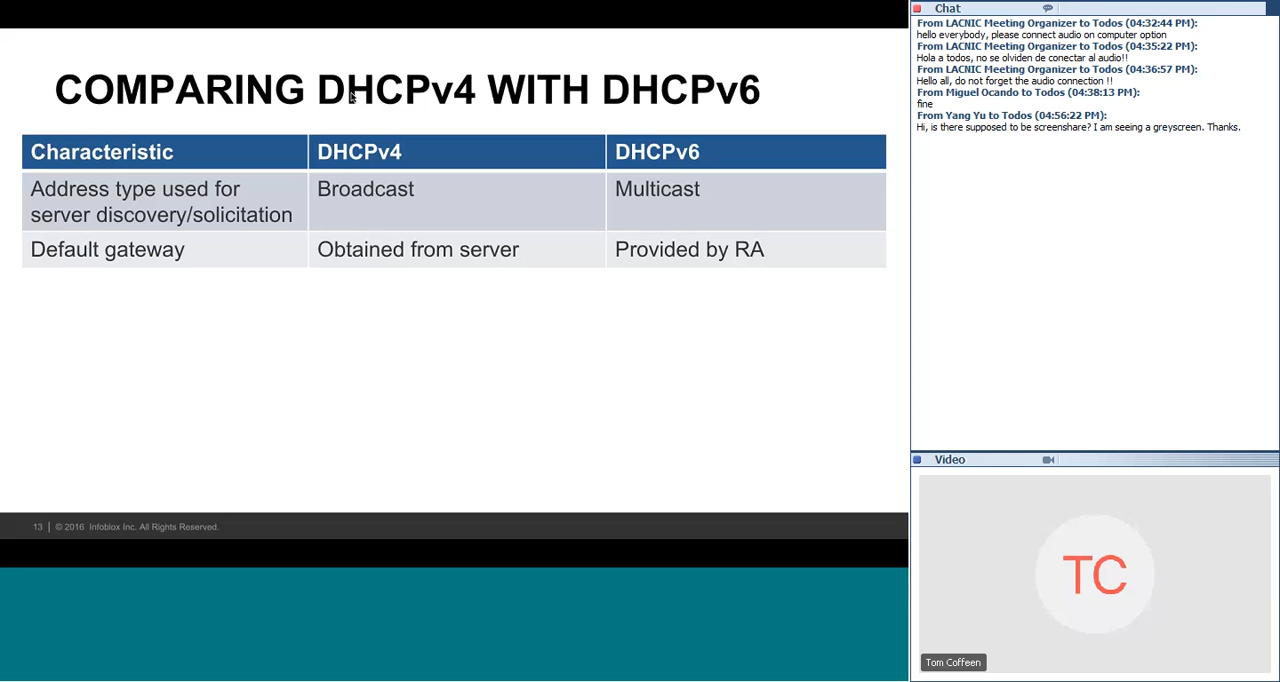 COMPARING DHCPv4 WITH DHCPv6
Characteristic DHCPv4 DHCPv6
Address type used for Broadcast Multicast
server discovery/solicitation
Default gateway Obtained from server Provided by RA
13 | © 2016 Infoblox Inc. All Rights Reserved.
Chat
From LACNIC Meeting Organizer to Todos (04:32:44 PM):
hello everybody, please connect audio on computer option
From LACNIC Meeting Organizer to Todos (04:35:22 PM):
Hola a todos, no se olviden de conectar al audio!!
From LACNIC Meeting Organizer to Todos (04:36:57 PM):
Hello all, do not forget the audio connection !!
From Miguel Ocando to Todos (04:38:13 PM):
fine
From Yang Yu to Todos (04:56:22 PM):
Hi, is there supposed to be screenshare? I am seeing a greyscreen. Thanks.
Video
TC
Tom Coffeen